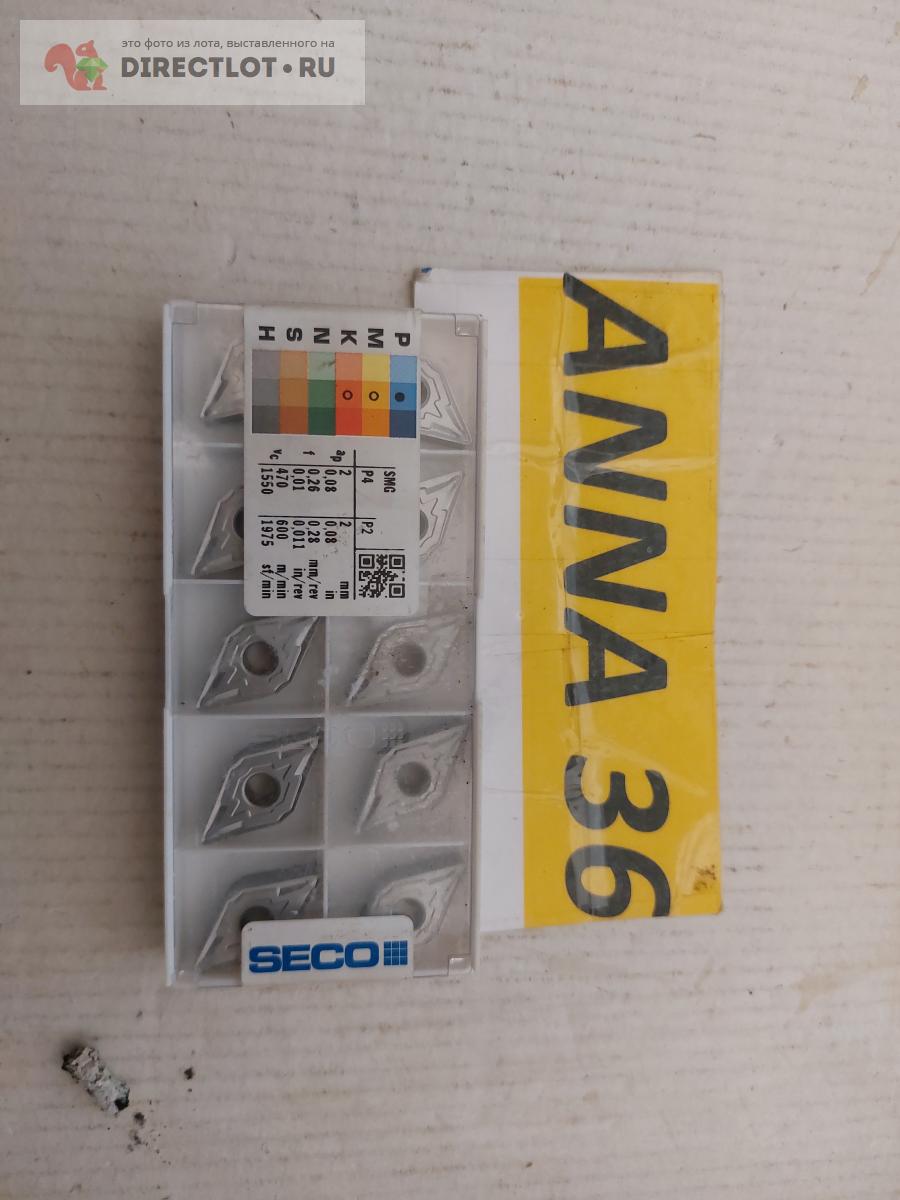 это фото из лота, выставленного на
DIRECTLOT•RU
ANNA 36
P M K N S H
SMG P4 P2
ap 2 2 mm
0,08 0,08 in
f 0,26 0,28 mm/rev
0,01 0,011 in/rev
vc 470 600 m/min
1550 1975 sf/min
SECO